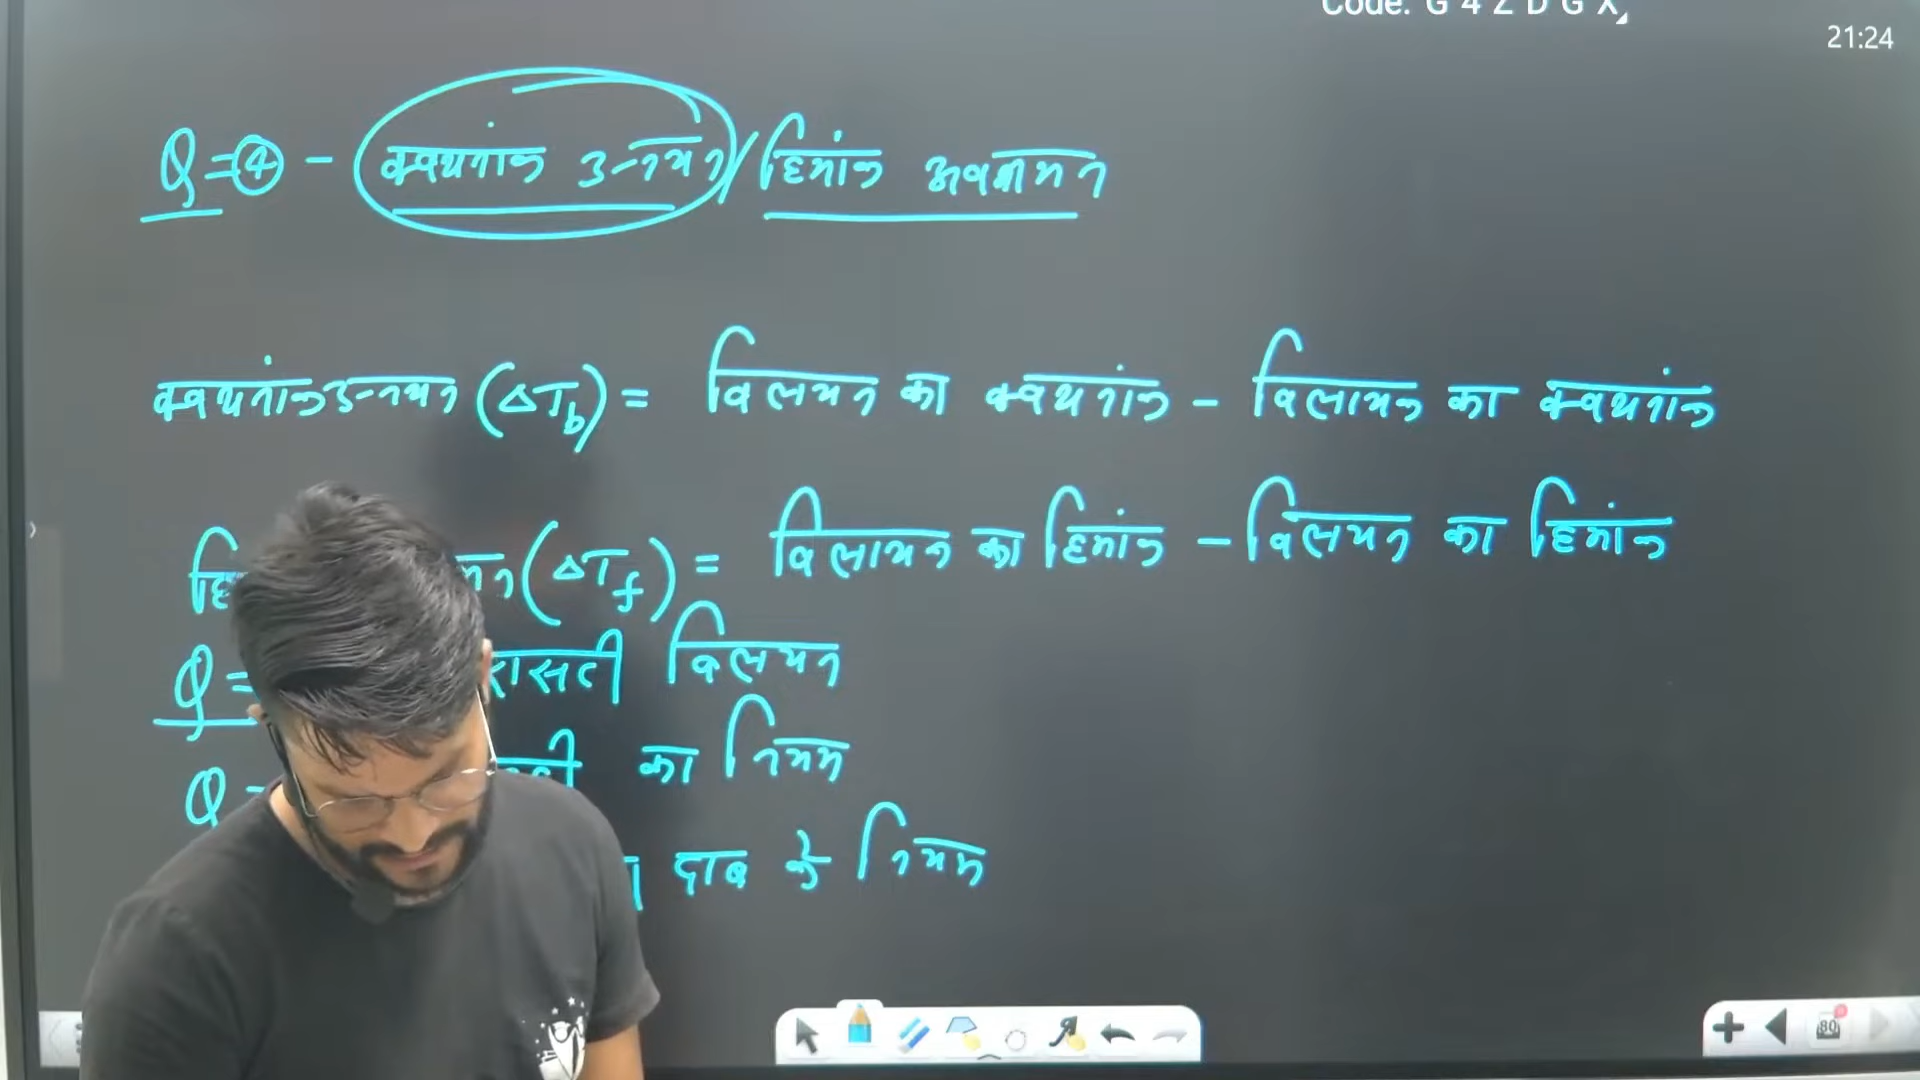 Code: G 4 Z D G X
21:24
Q=④ - क्वथनांक उन्नयन/हिमांक अवनमन
क्वथनांक उन्नयन (ΔTb) = विलयन का क्वथनांक - विलायक का क्वथनांक
(ΔTf) = विलायक का हिमांक - विलयन का हिमांक
Q= विलयन
Q- का नियम
दाब के नियम
80